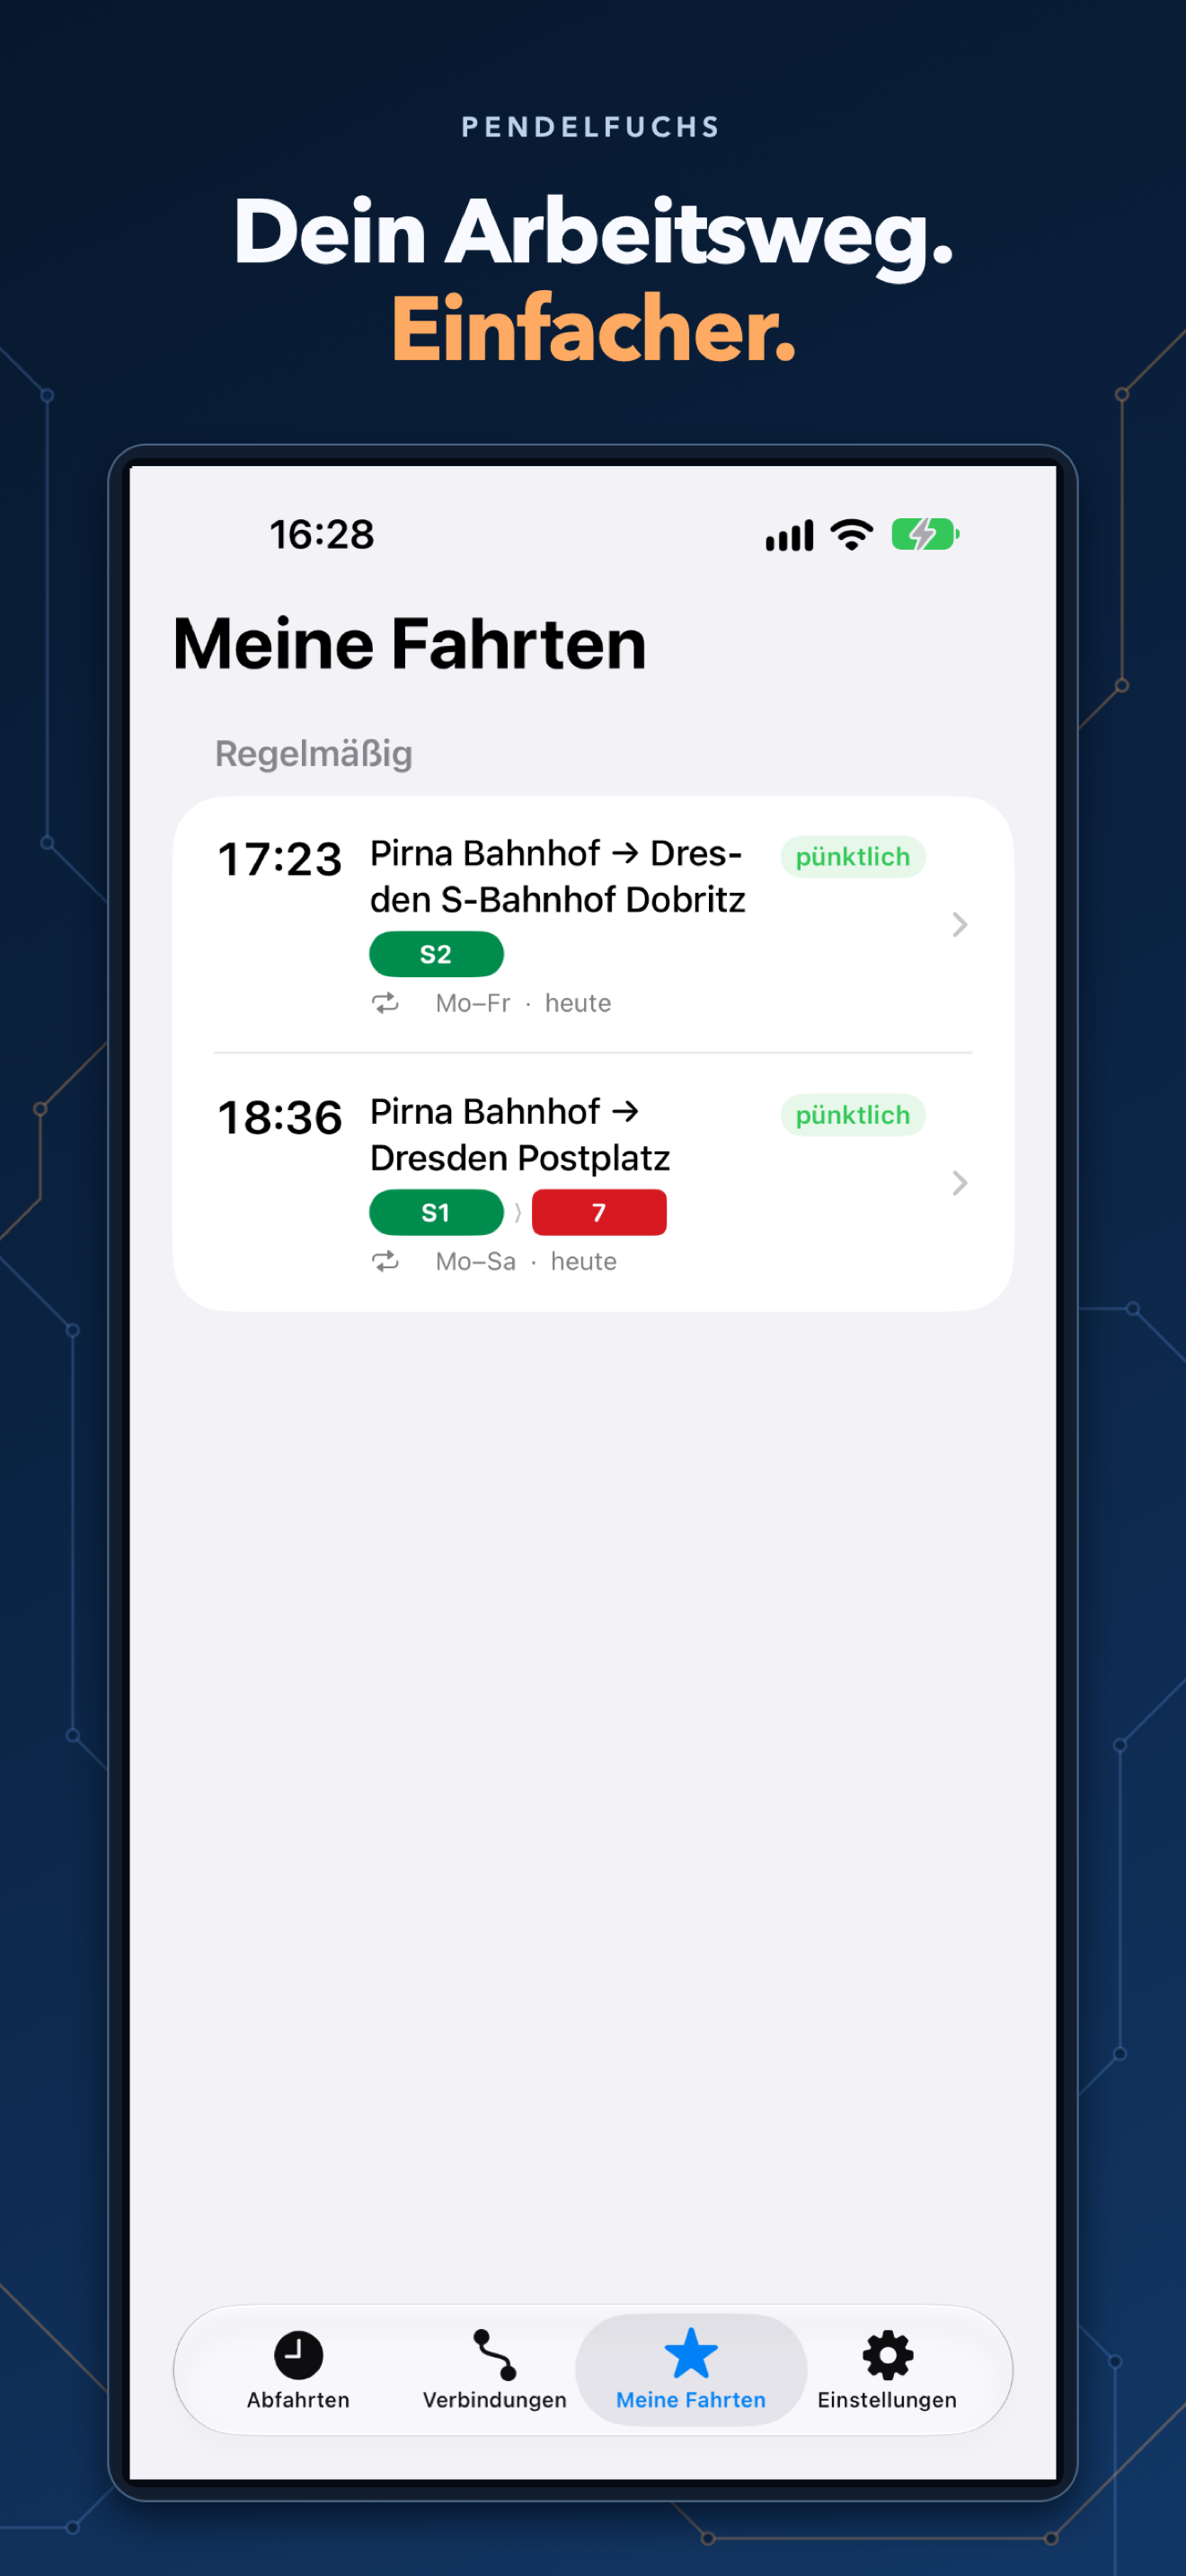 PENDELFUCHS
Dein Arbeitsweg.
Einfacher.
16:28
Meine Fahrten
Regelmäßig
17:23 Pirna Bahnhof → Dres- pünktlich
den S-Bahnhof Dobritz
S2
Mo–Fr · heute
18:36 Pirna Bahnhof → pünktlich
Dresden Postplatz
S1 7
Mo–Sa · heute
Abfahrten Verbindungen Meine Fahrten Einstellungen